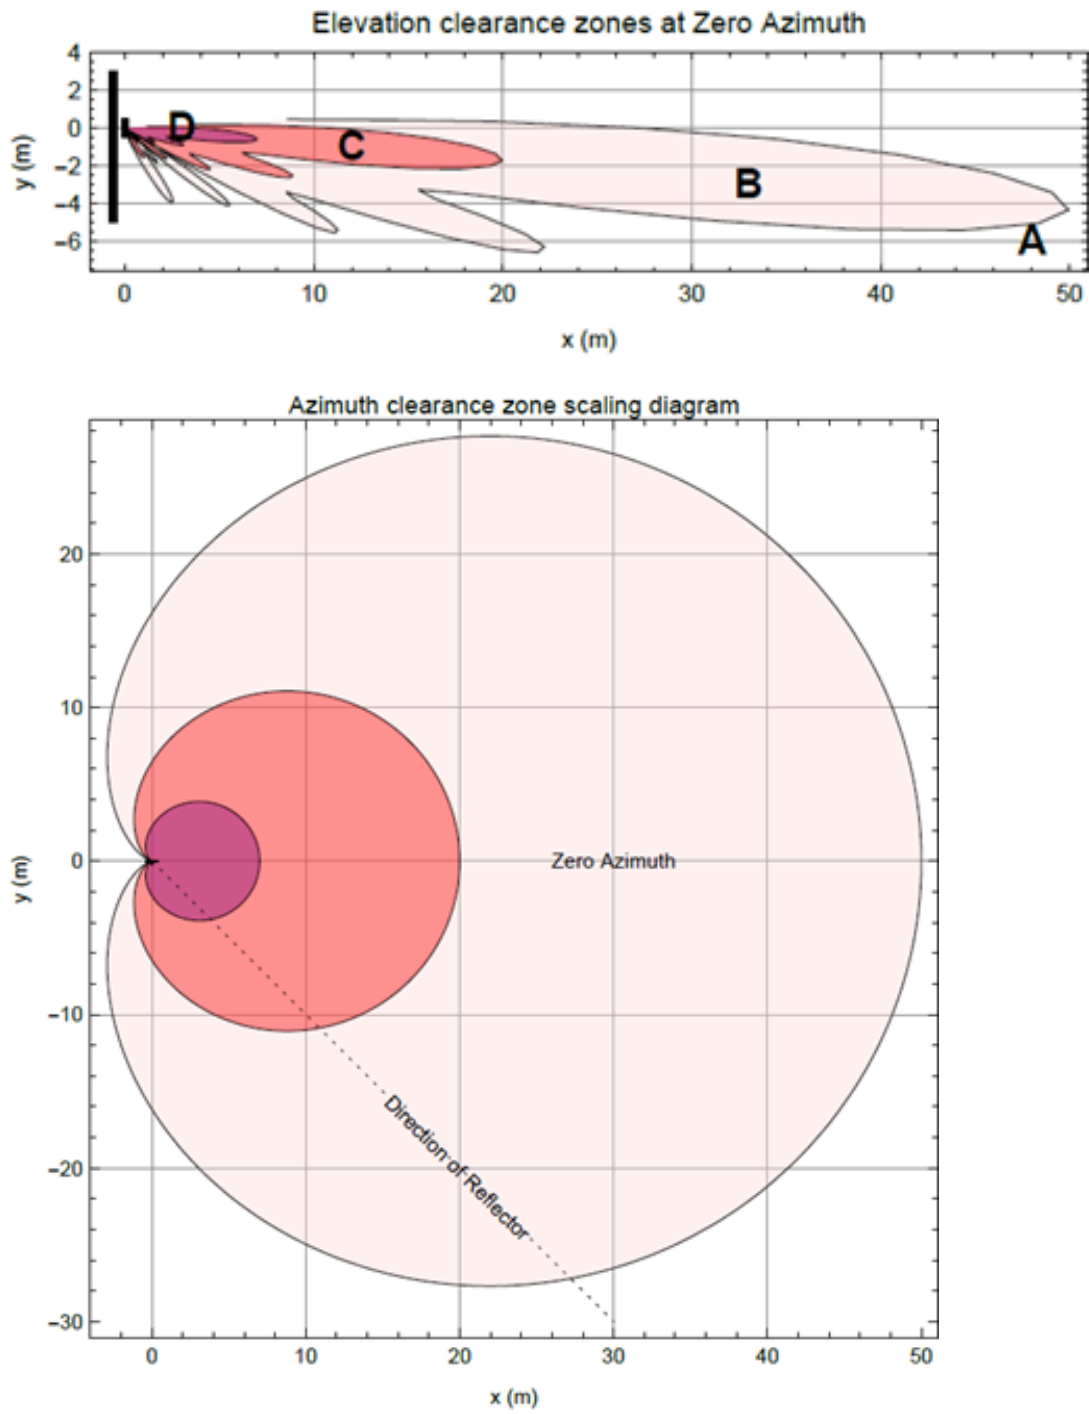 Elevation clearance zones at Zero Azimuth
4
2
0
−2
−4
−6
y (m)
D
C
B
A
0 10 20 30 40 50
x (m)
Azimuth clearance zone scaling diagram
20
10
0
−10
−20
−30
y (m)
Zero Azimuth
Direction of Reflector
0 10 20 30 40 50
x (m)